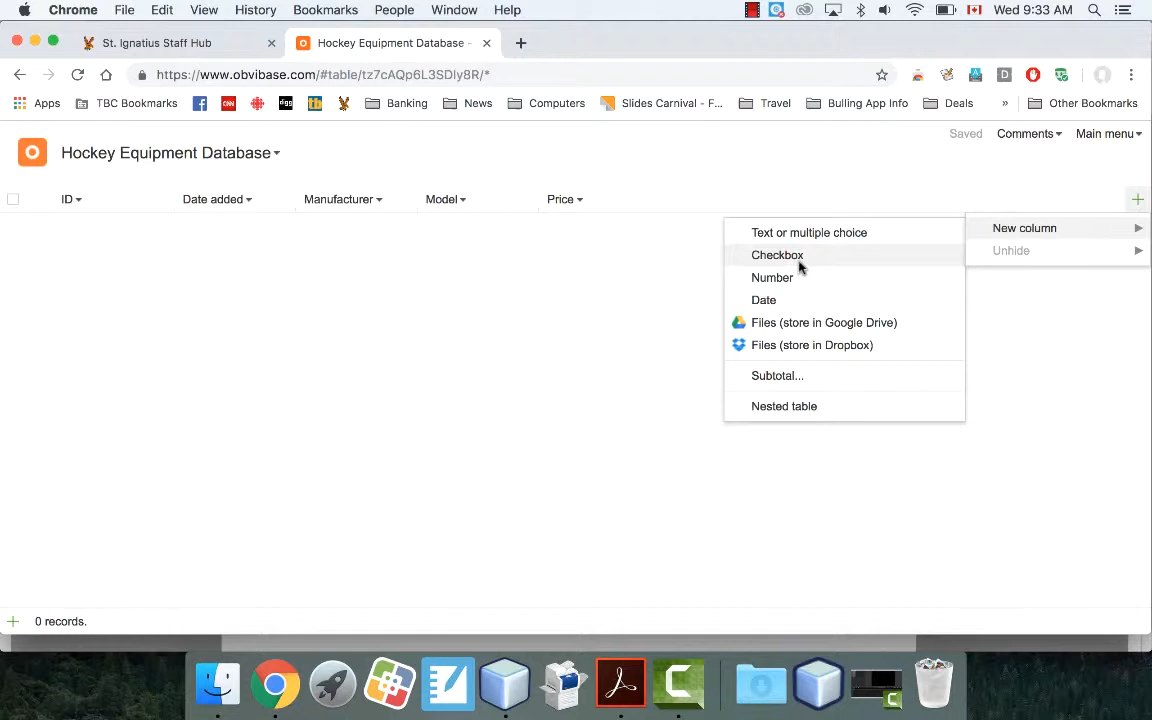 Chrome File Edit View History Bookmarks People Window Help Wed 9:33 AM
St. Ignatius Staff Hub × Hockey Equipment Database - × +
https://www.obvibase.com/#table/tz7cAQp6L3SDly8R/*
Apps TBC Bookmarks Banking News Computers Slides Carnival - F... Travel Bulling App Info Deals » Other Bookmarks
Saved Comments Main menu
Hockey Equipment Database
ID Date added Manufacturer Model Price +
New column
Unhide
Text or multiple choice
Checkbox
Number
Date
Files (store in Google Drive)
Files (store in Dropbox)
Subtotal...
Nested table
+ 0 records.